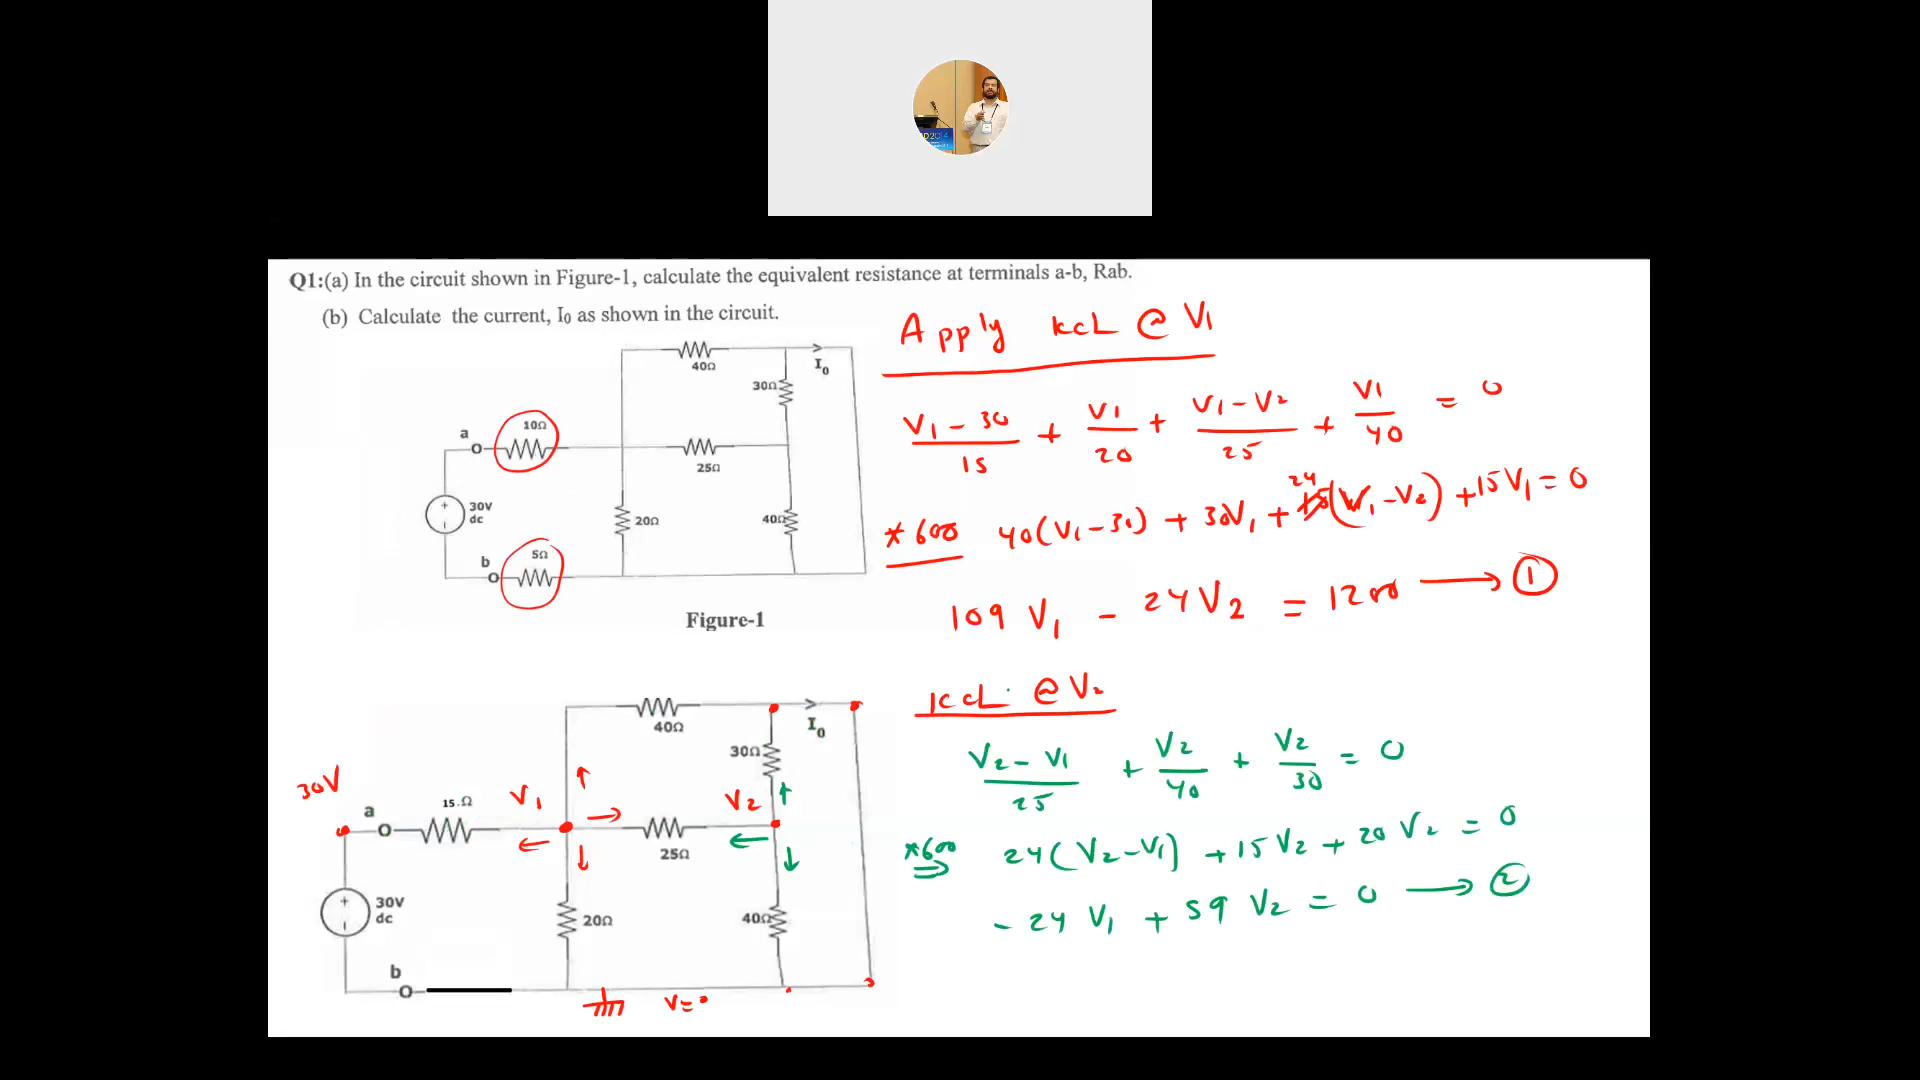 Q1:(a) In the circuit shown in Figure-1, calculate the equivalent resistance at terminals a-b, Rab.
(b) Calculate the current, I0 as shown in the circuit.
40Ω
I0
30Ω
10Ω
a
25Ω
30V
dc
20Ω
40Ω
5Ω
b
Figure-1
Apply KCL @ V1
V1 - 30 / 15 + V1 / 20 + V1 - V2 / 25 + V1 / 40 = 0
*600 40(V1 - 30) + 30V1 + 24(V1 - V2) + 15V1 = 0
109 V1 - 24V2 = 1200 → 1
40Ω
I0
30Ω
30V
a
15.Ω
V1
V2
25Ω
30V
dc
20Ω
40Ω
b
V=0
KCL @ V2
V2 - V1 / 25 + V2 / 40 + V2 / 30 = 0
*600 24(V2 - V1) + 15V2 + 20V2 = 0
- 24 V1 + 59 V2 = 0 → 2